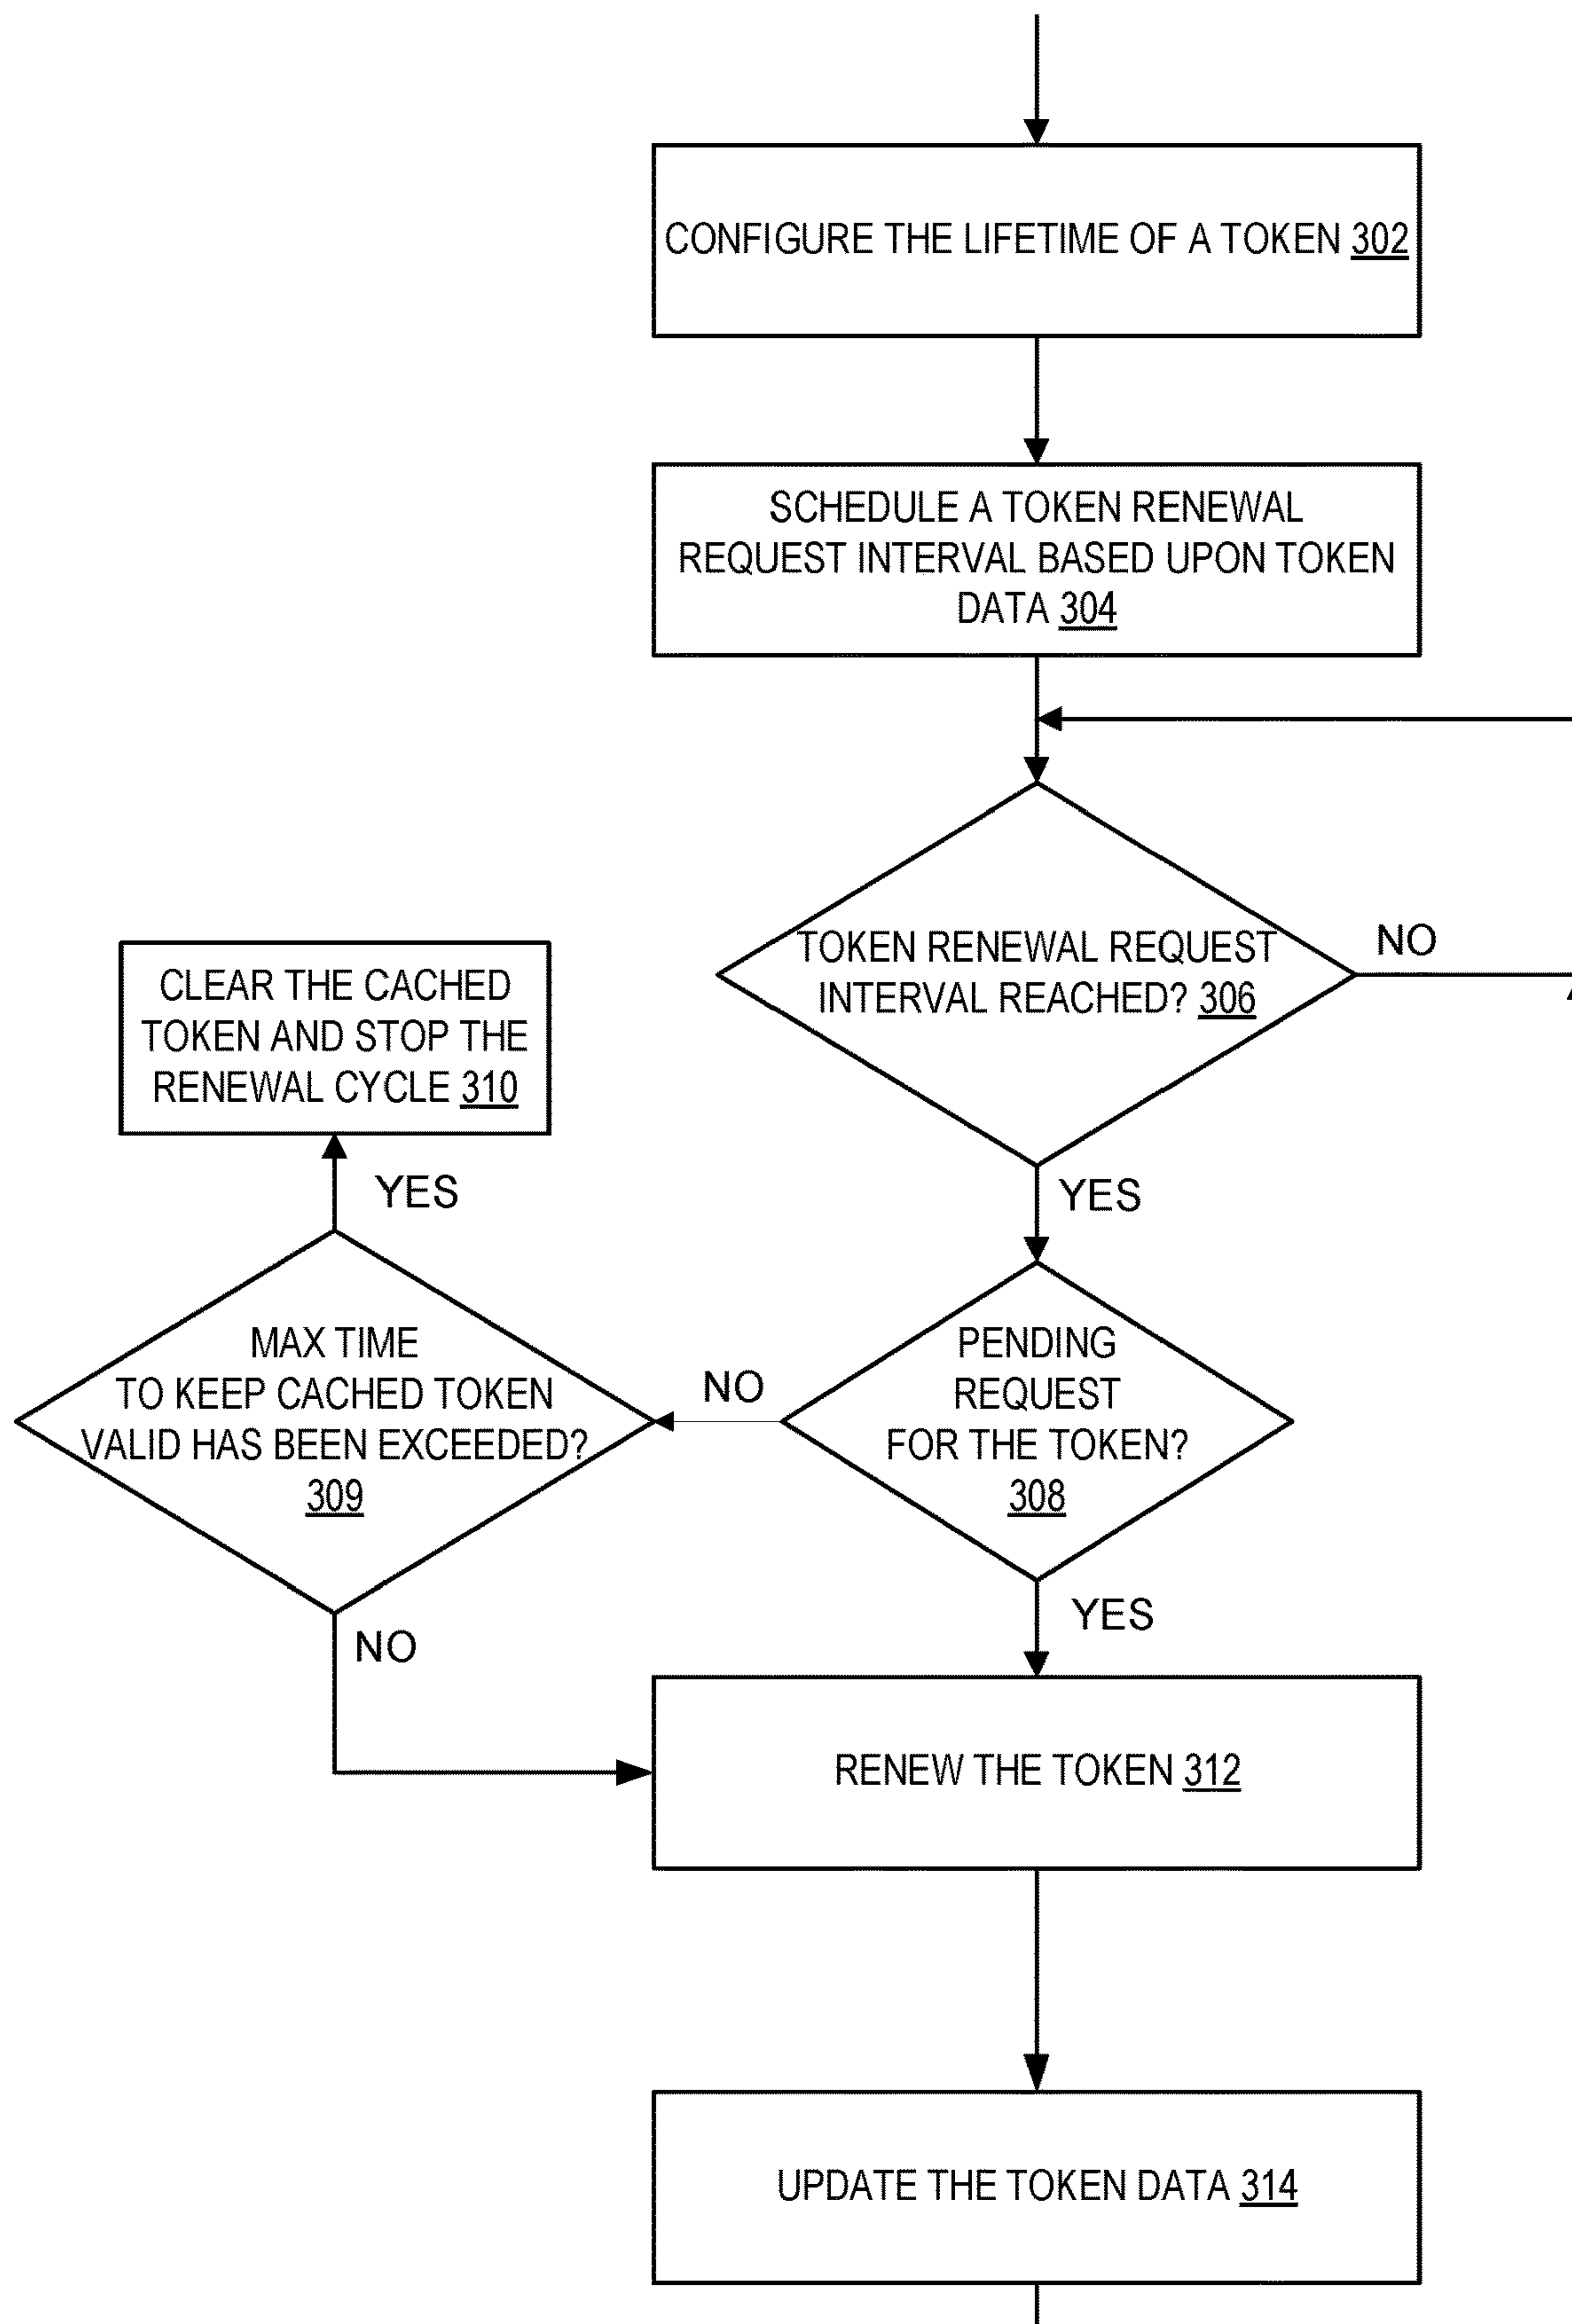 CONFIGURE THE LIFETIME OF A TOKEN 302
SCHEDULE A TOKEN RENEWAL
REQUEST INTERVAL BASED UPON TOKEN
DATA 304
TOKEN RENEWAL REQUEST
INTERVAL REACHED? 306
NO
CLEAR THE CACHED
TOKEN AND STOP THE
RENEWAL CYCLE 310
YES
YES
MAX TIME
TO KEEP CACHED TOKEN
VALID HAS BEEN EXCEEDED?
309
NO
PENDING
REQUEST
FOR THE TOKEN?
308
YES
NO
RENEW THE TOKEN 312
UPDATE THE TOKEN DATA 314